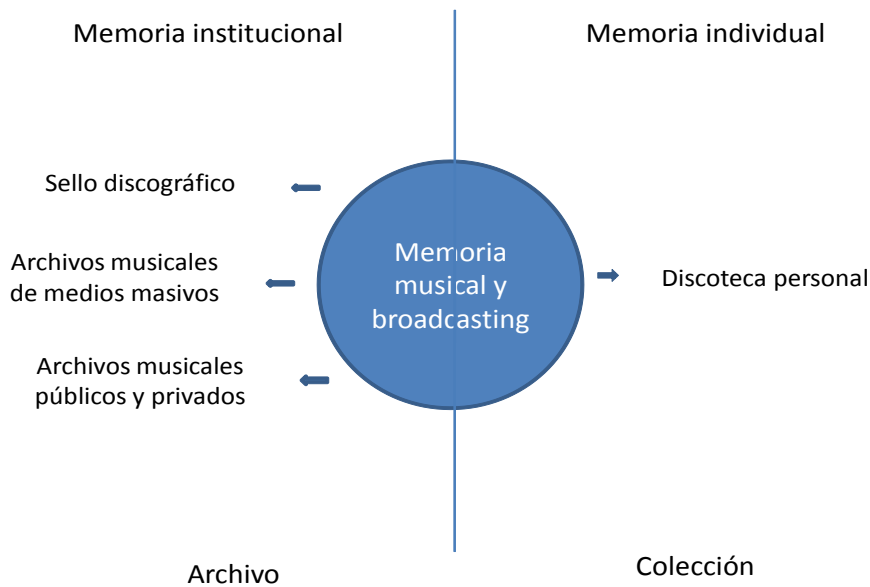 Memoria institucional
Memoria individual
Sello discográfico
Archivos musicales
de medios masivos
Archivos musicales
públicos y privados
Memoria
musical y
broadcasting
Discoteca personal
Archivo
Colección